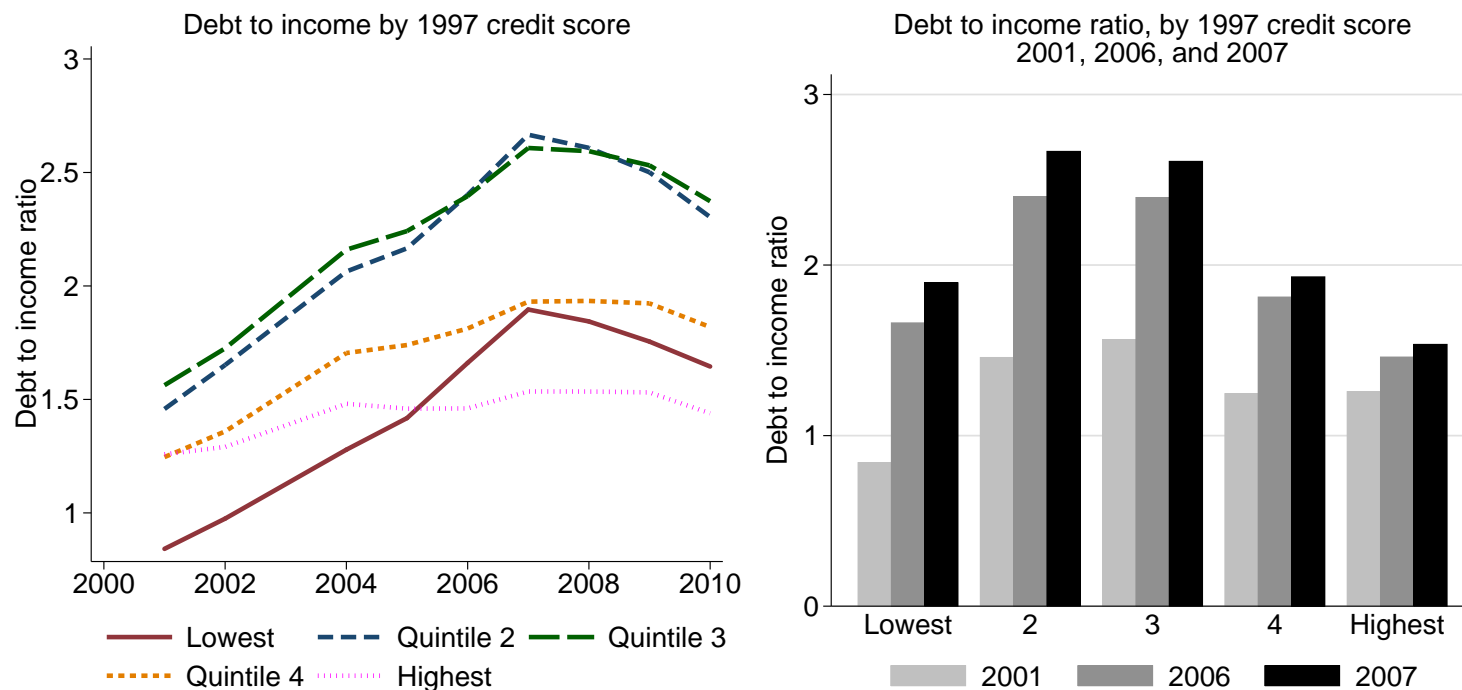 Debt to income by 1997 credit score
3
2.5
2
1.5
1
Debt to income ratio
2000 2002 2004 2006 2008 2010
Lowest Quintile 2 Quintile 3
Quintile 4 Highest
Debt to income ratio, by 1997 credit score
2001, 2006, and 2007
3
2
1
0
Debt to income ratio
Lowest 2 3 4 Highest
2001 2006 2007